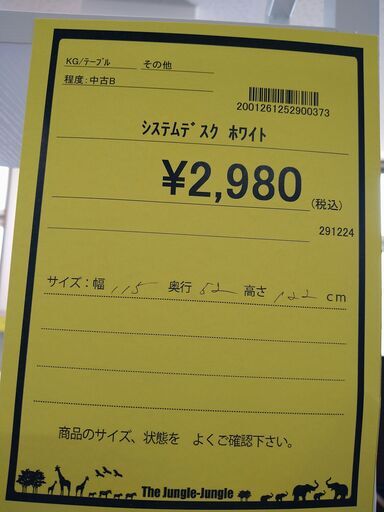 KG/テーブル その他
程度:中古B
2001261252900373
システムデスク ホワイト
¥2,980(税込)
291224
サイズ:幅 115 奥行 52 高さ 122 cm
商品のサイズ、状態を よくご確認下さい。
The Jungle-Jungle